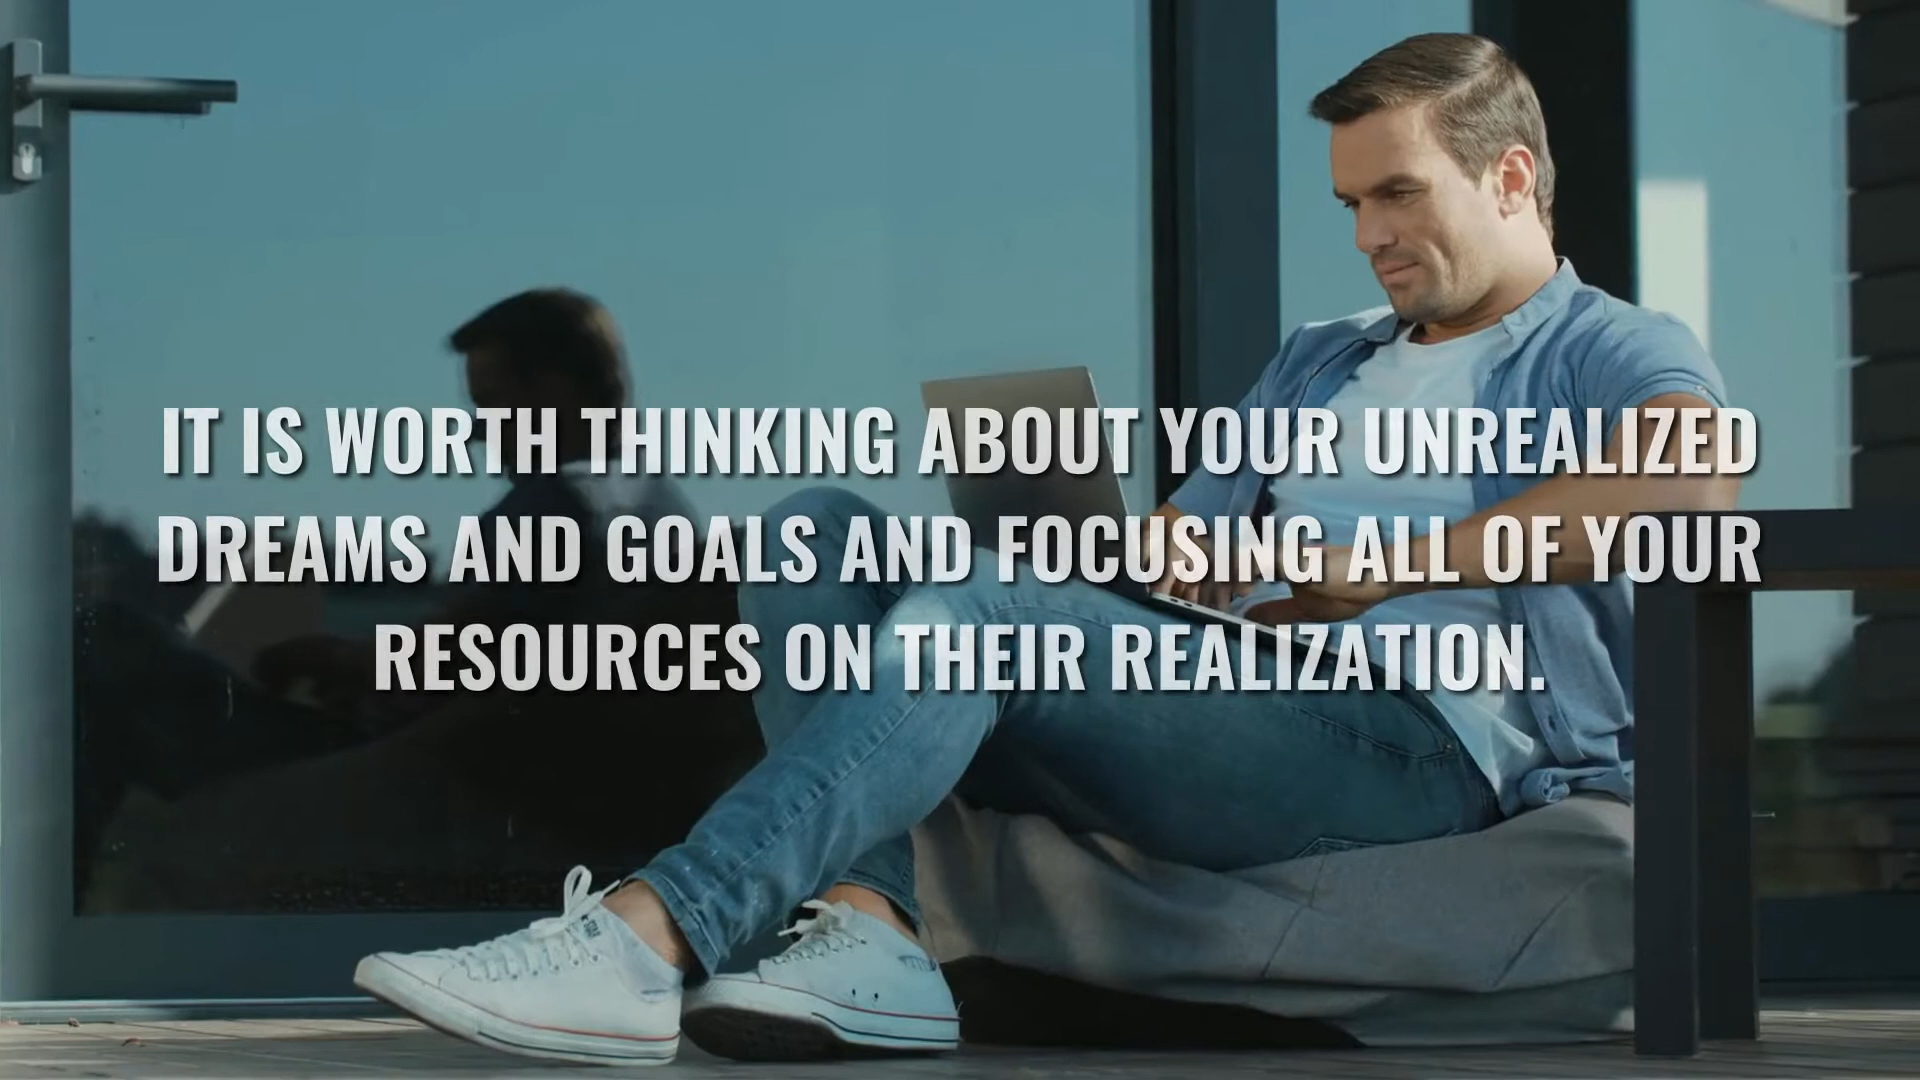 IT IS WORTH THINKING ABOUT YOUR UNREALIZED
DREAMS AND GOALS AND FOCUSING ALL OF YOUR
RESOURCES ON THEIR REALIZATION.